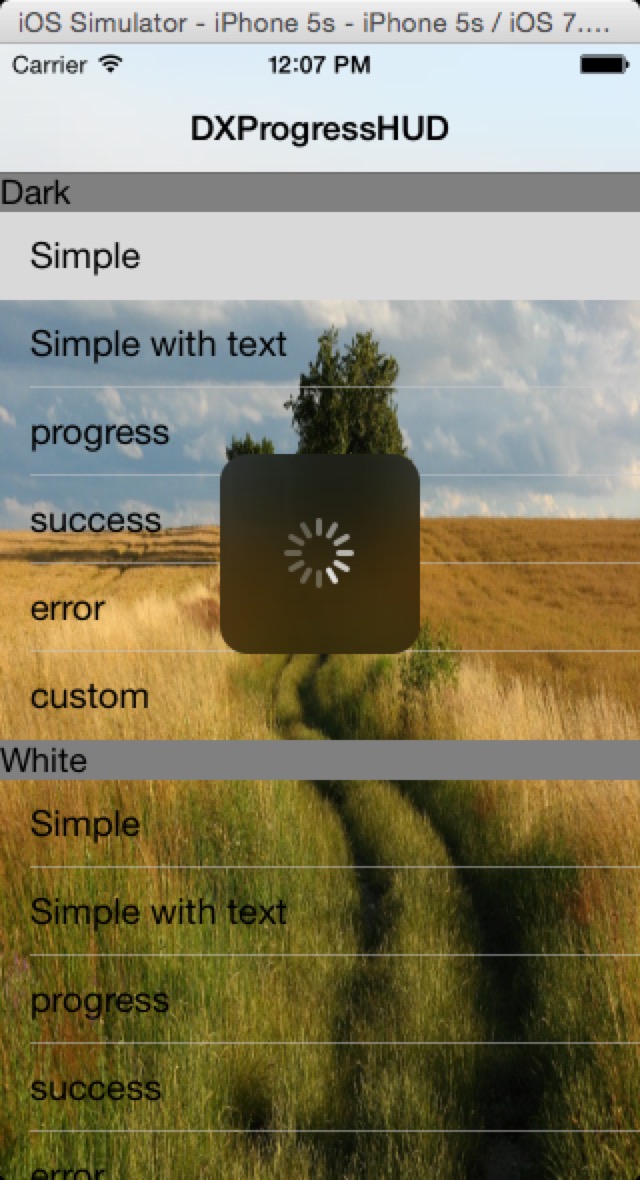 iOS Simulator - iPhone 5s - iPhone 5s / iOS 7....
Carrier 12:07 PM
DXProgressHUD
Dark
Simple
Simple with text
progress
success
error
custom
White
Simple
Simple with text
progress
success
error